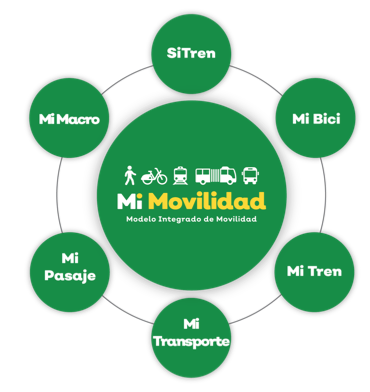 SiTren
Mi Macro
Mi Bici
Mi Movilidad
Modelo Integrado de Movilidad
Mi
Pasaje
Mi Tren
Mi
Transporte